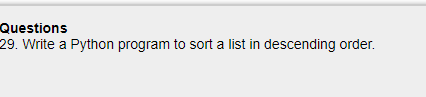 Questions
29. Write a Python program to sort a list in descending order.